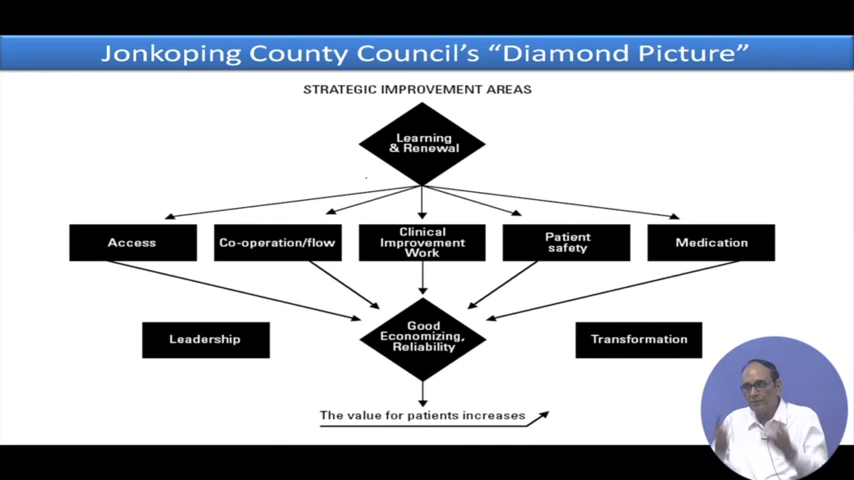 Jonkoping County Council's “Diamond Picture”
STRATEGIC IMPROVEMENT AREAS
Learning
& Renewal
Access
Co-operation/flow
Clinical
Improvement
Work
Patient
safety
Medication
Leadership
Good
Economizing,
Reliability
Transformation
The value for patients increases